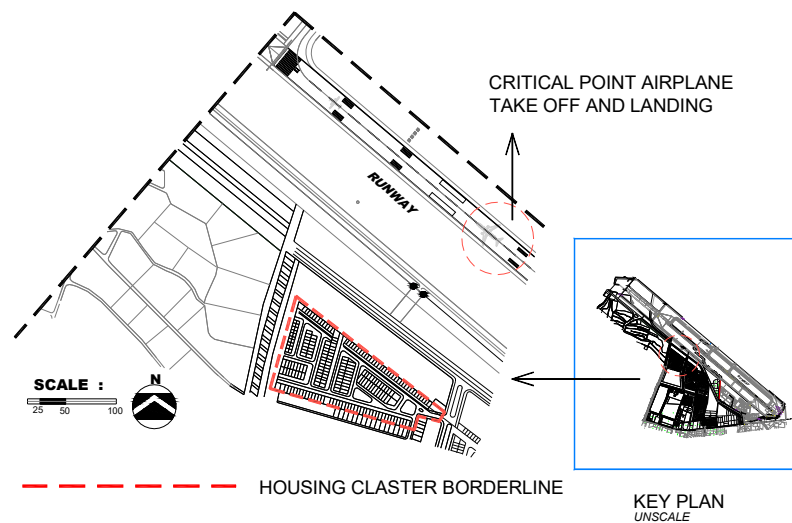 CRITICAL POINT AIRPLANE
TAKE OFF AND LANDING
RUNWAY
SCALE :
25 50 100
N
HOUSING CLASTER BORDERLINE
KEY PLAN
UNSCALE